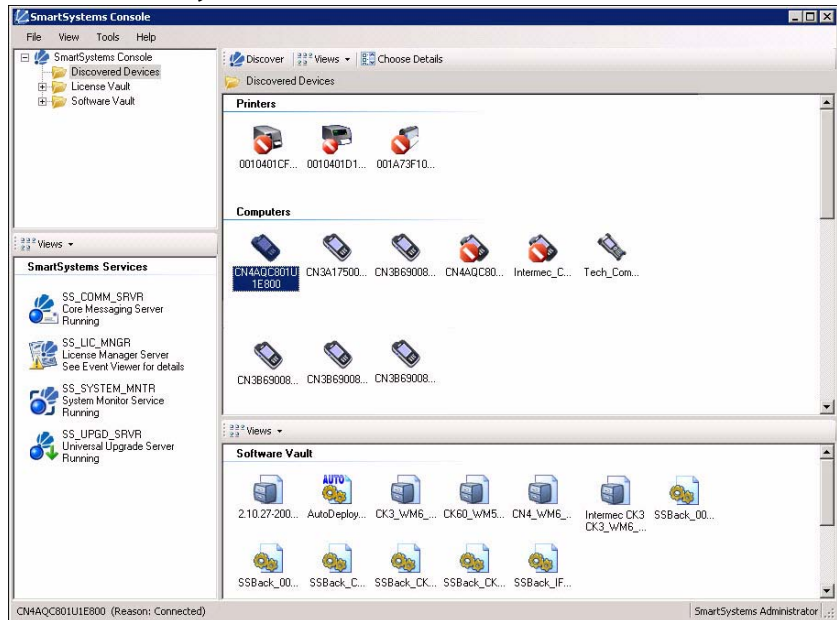 SmartSystems Console
File View Tools Help
SmartSystems Console
Discovered Devices
License Vault
Software Vault
Discover Views Choose Details
Discovered Devices
Printers
0010401CF... 0010401D1... 001A73F10...
Computers
CN4AQC801U
1E800
CN3A17500... CN3B69008... CN4AQC80... Intermec_C... Tech_Com...
CN3B69008... CN3B69008... CN3B69008...
Views
SmartSystems Services
SS_COMM_SRVR
Core Messaging Server
Running
SS_LIC_MNGR
License Manager Server
See Event Viewer for details
SS_SYSTEM_MNTR
System Monitor Service
Running
SS_UPGD_SRVR
Universal Upgrade Server
Running
Views
Software Vault
AUTO
2.10.27-200... AutoDeploy... CK3_WM6_... CK60_WM5... CN4_WM6_... Intermec CK3
CK3_WM6_...
SSBack_00...
SSBack_00... SSBack_C... SSBack_CK... SSBack_CK... SSBack_IF...
CN4AQC801U1E800 (Reason: Connected) SmartSystems Administrator